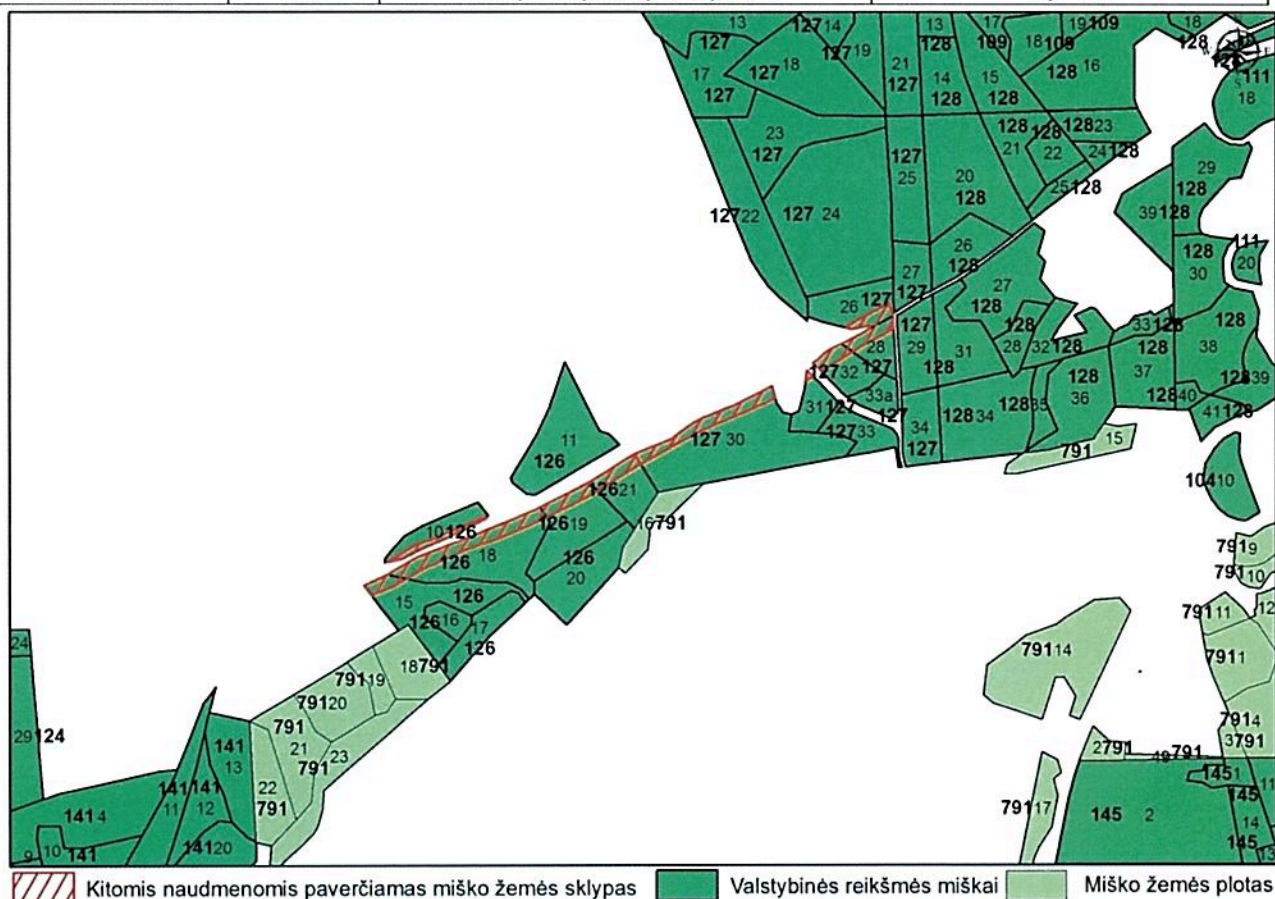 13 127 14 13 17 19 109 18
127 127 19 128 109 18 109 128
17 127 18 21 14 15 128 16 111
127 127 128 128 18
23 128 128 128 23
127 127 21 22 24 128
25 20 25 128 29
127 22 127 24 128 39 128 128
26 128 111
27 128 20
26 127 127 27 30
128
127 128 33 128 128
28 29 31 28 32 128 128 38
127 32 127 128 37
33a 128 128 39
31 127 127 34 128 34 128 35 36 128 40
127 30 127 33 127 41 128
11 791 15
126 104 10
126 21
10 126 126 19 16 791
126 18 126 791 9
20 791 10
15 126
126 16 17 791 11 12
126
24 18 791 791 14 791 1
791 19
791 20
29 124 141 791 791 4
13 21 23 2 791 49 791 3 791
141 141 791 145 1 11
141 4 11 12 22 791 17 145 2 145
791 14
9 10 141 141 20 145 13
Kitomis naudmenomis paverčiamas miško žemės sklypas Valstybinės reikšmės miškai Miško žemės plotas